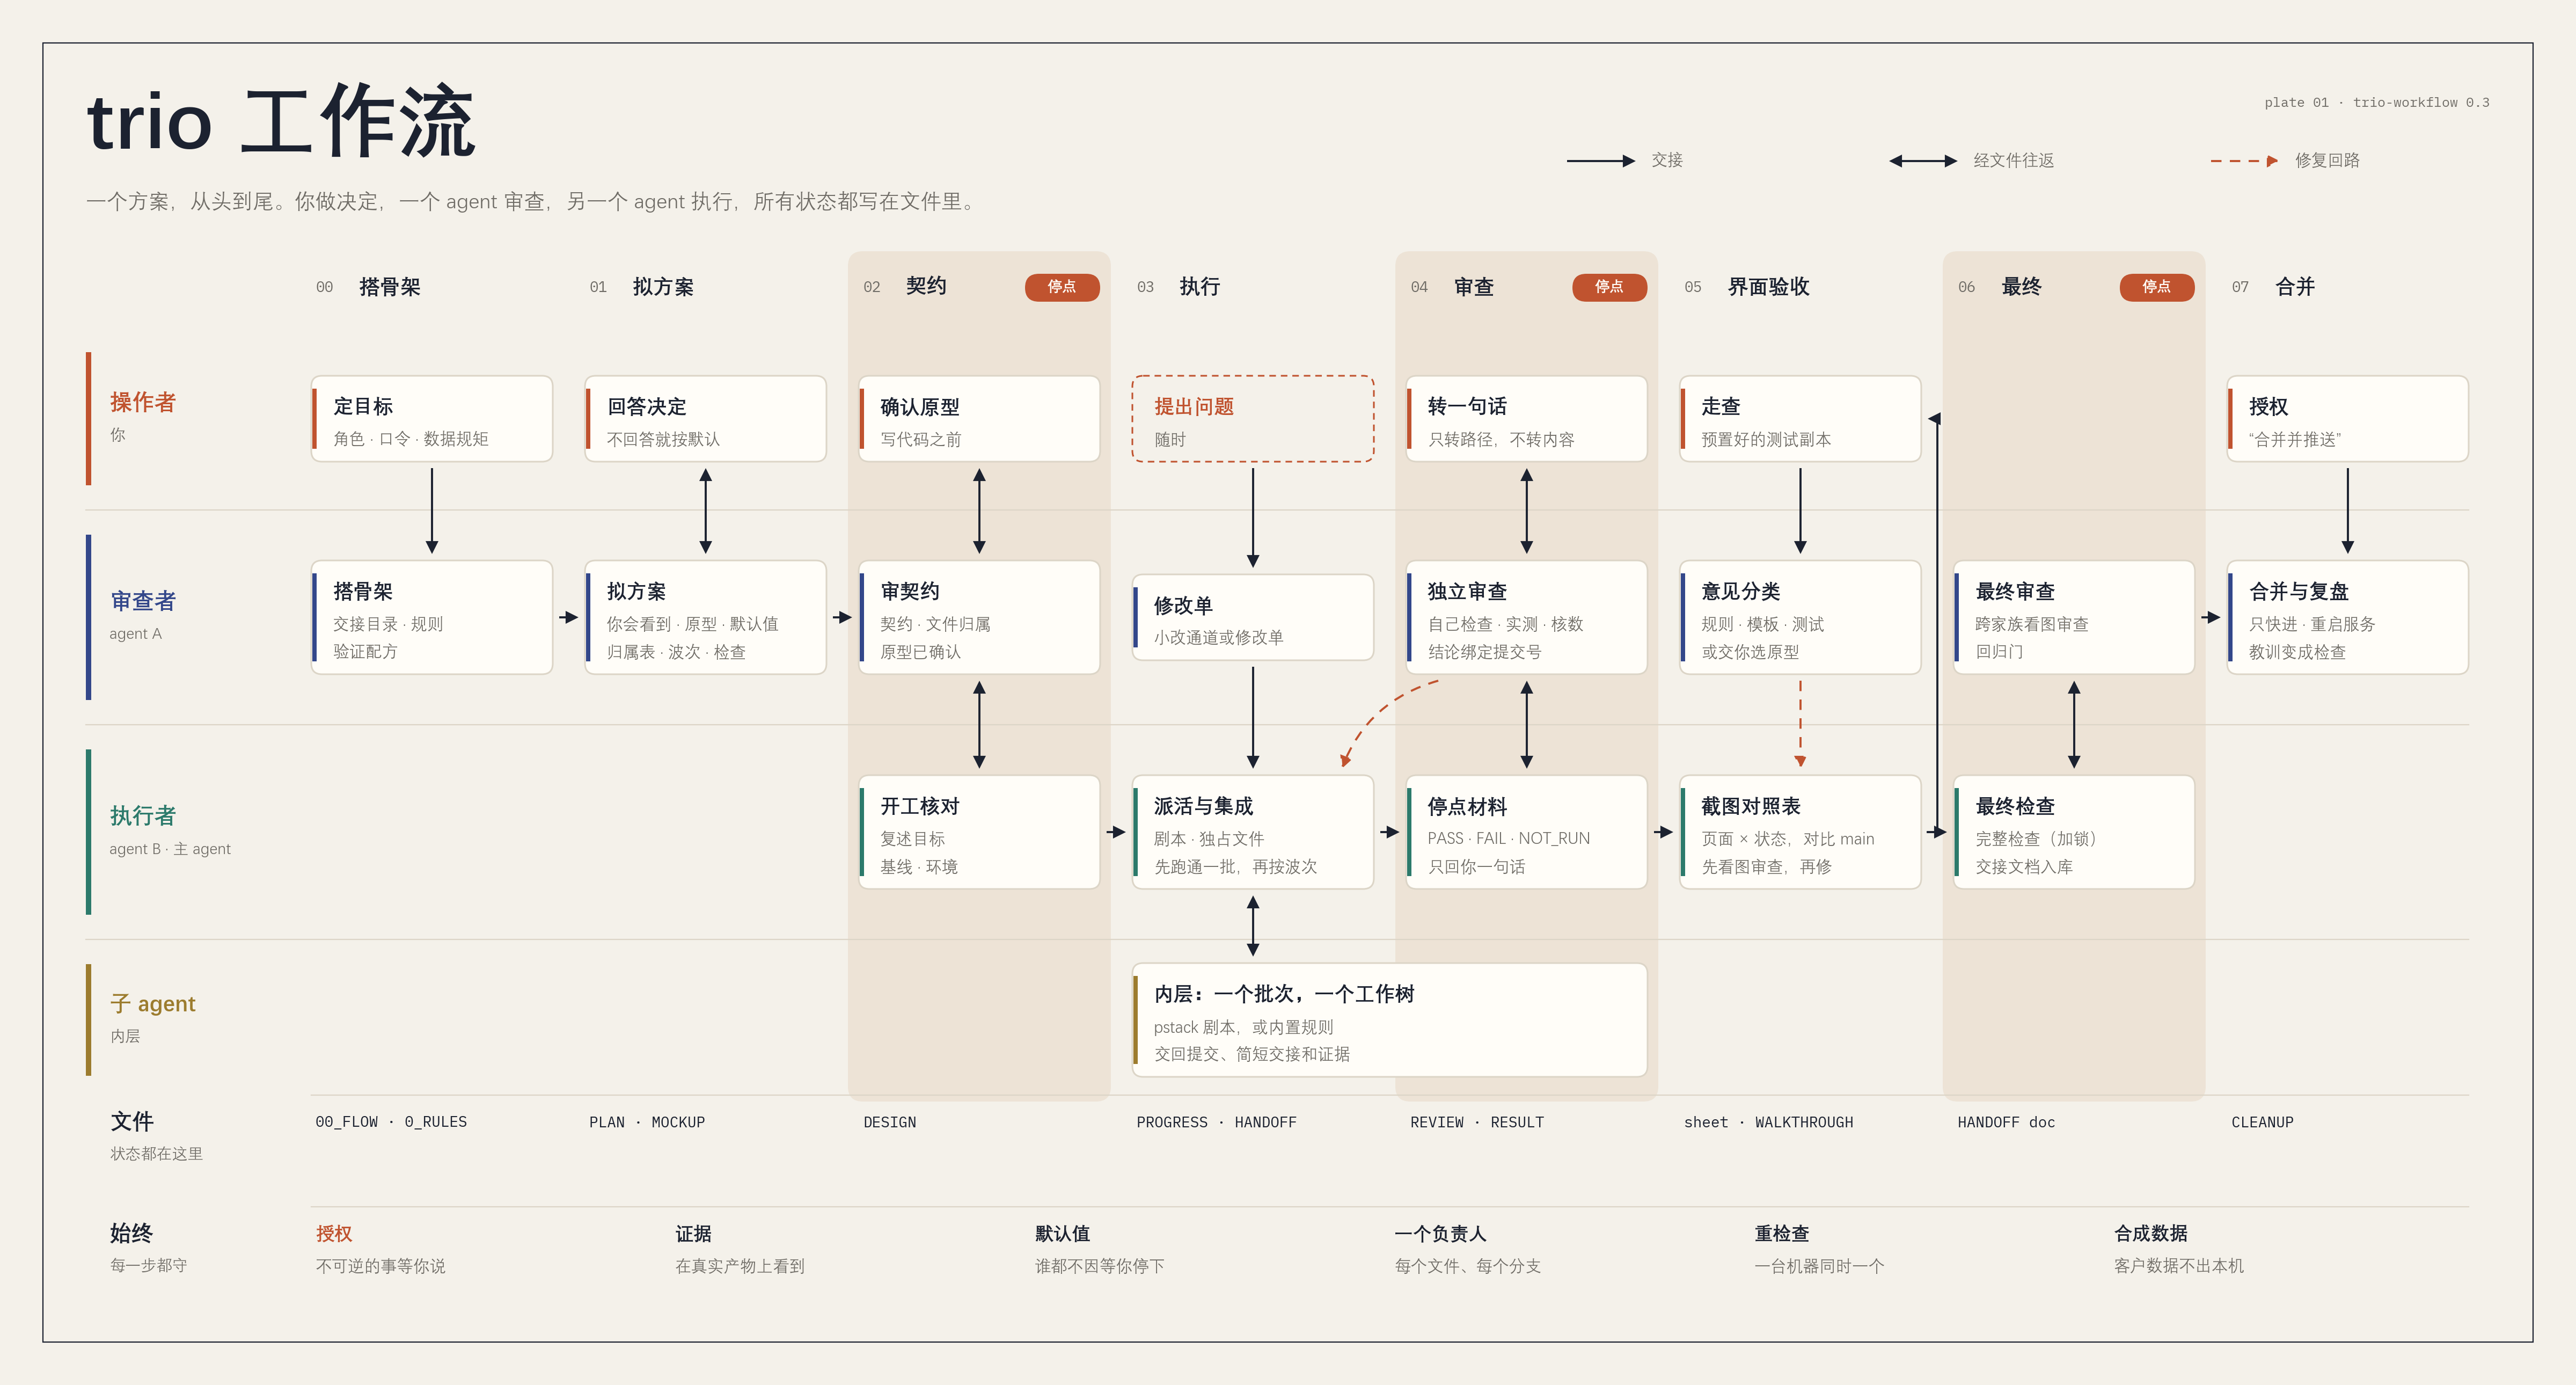 trio 工作流
plate 01 · trio-workflow 0.3
交接
经文件往返
修复回路
一个方案，从头到尾。你做决定，一个 agent 审查，另一个 agent 执行，所有状态都写在文件里。
00 搭骨架
01 拟方案
02 契约 停点
03 执行
04 审查 停点
05 界面验收
06 最终 停点
07 合并
操作者
你
定目标
角色 · 口令 · 数据规矩
回答决定
不回答就按默认
确认原型
写代码之前
提出问题
随时
转一句话
只转路径，不转内容
走查
预置好的测试副本
授权
“合并并推送”
审查者
agent A
搭骨架
交接目录 · 规则
验证配方
拟方案
你会看到 · 原型 · 默认值
归属表 · 波次 · 检查
审契约
契约 · 文件归属
原型已确认
修改单
小改通道或修改单
独立审查
自己检查 · 实测 · 核数
结论绑定提交号
意见分类
规则 · 模板 · 测试
或交你选原型
最终审查
跨家族看图审查
回归门
合并与复盘
只快进 · 重启服务
教训变成检查
执行者
agent B · 主 agent
开工核对
复述目标
基线 · 环境
派活与集成
剧本 · 独占文件
先跑通一批，再按波次
停点材料
PASS · FAIL · NOT_RUN
只回你一句话
截图对照表
页面 × 状态，对比 main
先看图审查，再修
最终检查
完整检查（加锁）
交接文档入库
子 agent
内层
内层：一个批次，一个工作树
pstack 剧本，或内置规则
交回提交、简短交接和证据
文件
状态都在这里
00_FLOW · 0_RULES
PLAN · MOCKUP
DESIGN
PROGRESS · HANDOFF
REVIEW · RESULT
sheet · WALKTHROUGH
HANDOFF doc
CLEANUP
始终
每一步都守
授权
不可逆的事等你说
证据
在真实产物上看到
默认值
谁都不因等你停下
一个负责人
每个文件、每个分支
重检查
一台机器同时一个
合成数据
客户数据不出本机